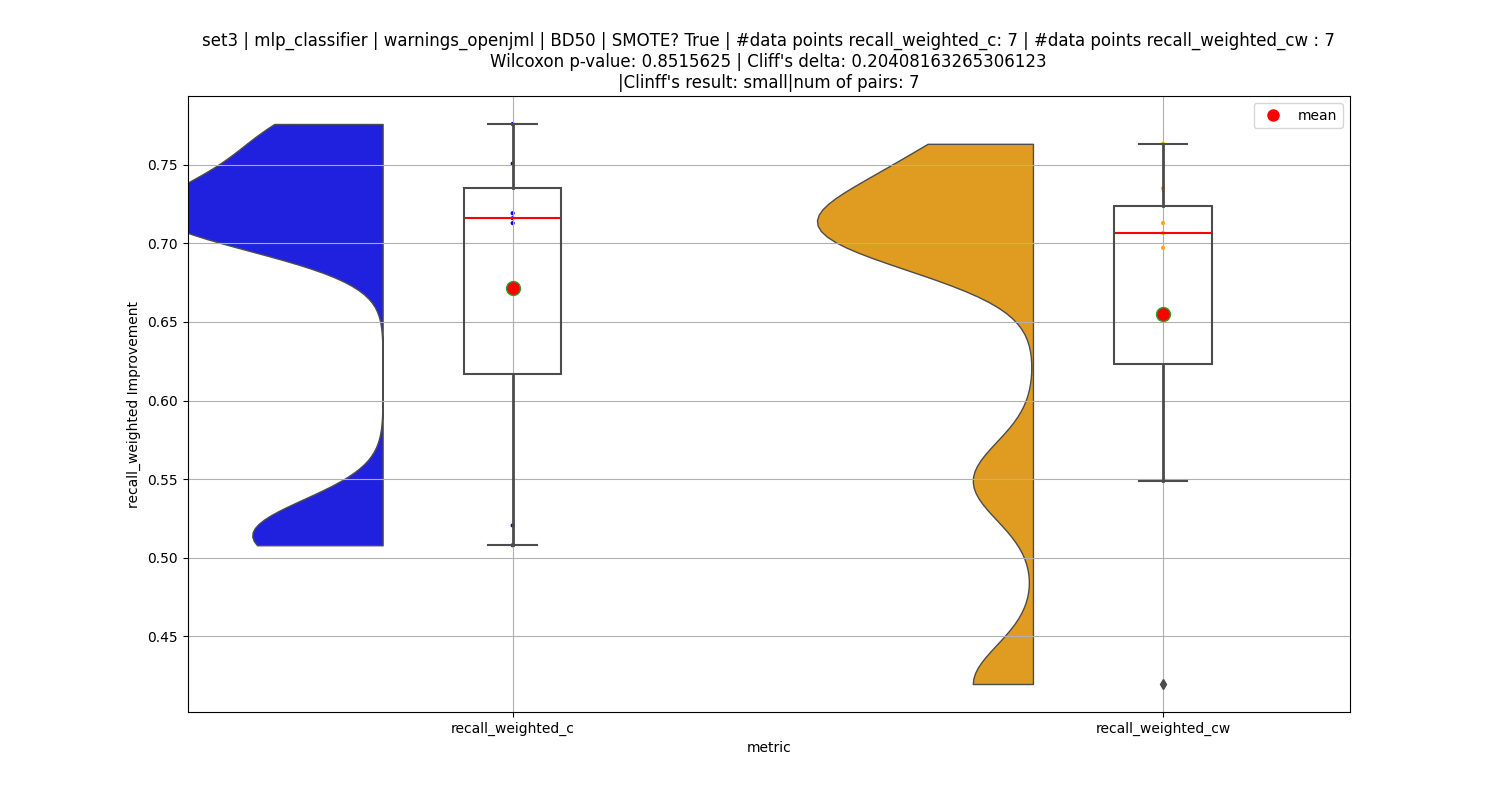 set3 | mlp_classifier | warnings_openjml | BD50 | SMOTE? True | #data points recall_weighted_c: 7 | #data points recall_weighted_cw : 7
Wilcoxon p-value: 0.8515625 | Cliff's delta: 0.20408163265306123
|Clinff's result: small|num of pairs: 7
mean
0.75
0.70
0.65
0.60
0.55
0.50
0.45
recall_weighted Improvement
recall_weighted_c
recall_weighted_cw
metric